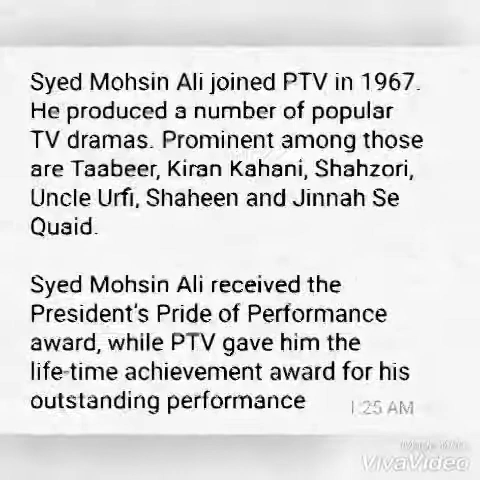 Syed Mohsin Ali joined PTV in 1967.
He produced a number of popular
TV dramas. Prominent among those
are Taabeer, Kiran Kahani, Shahzori,
Uncle Urfi, Shaheen and Jinnah Se
Quaid.
Syed Mohsin Ali received the
President's Pride of Performance
award, while PTV gave him the
life-time achievement award for his
outstanding performance
1:25 AM
VivaVideo